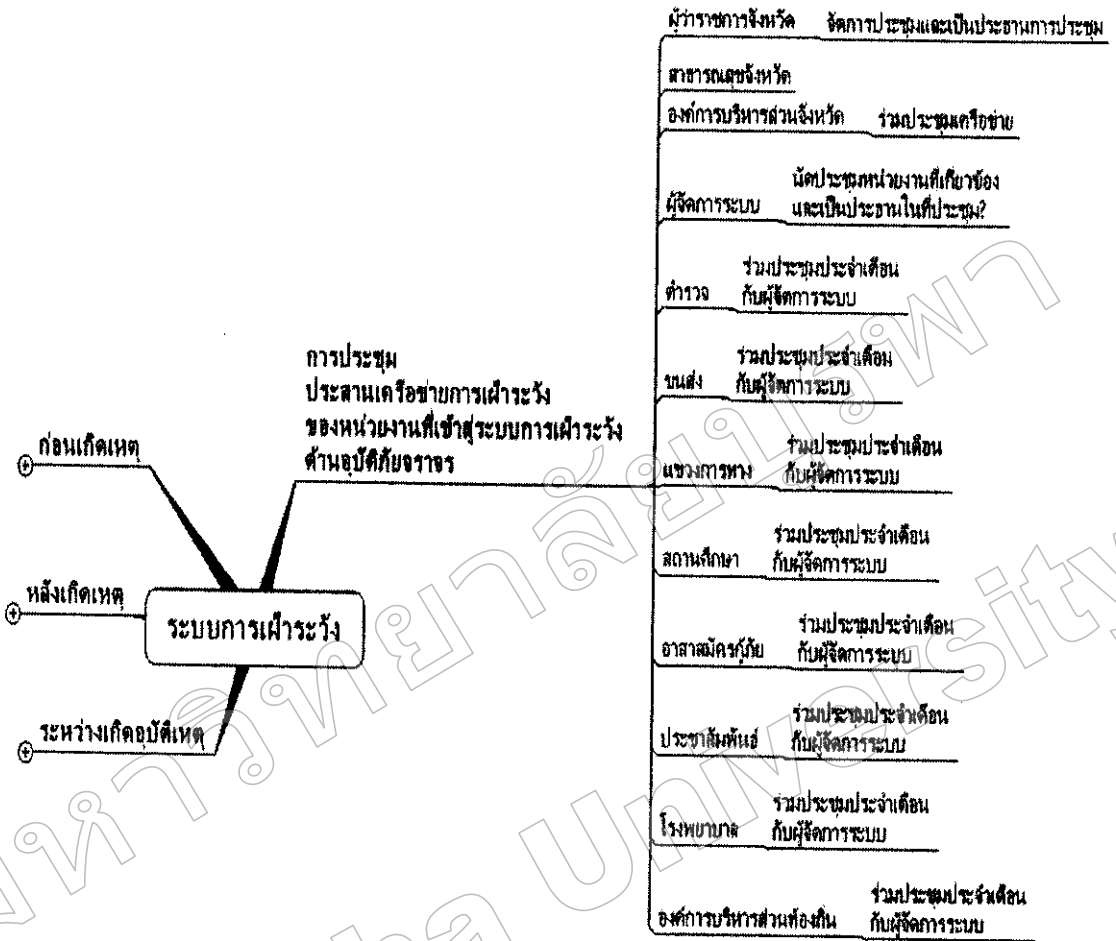 ผู้ว่าราชการจังหวัด จัดการประชุมและเป็นประธานการประชุม
สาธารณสุขจังหวัด
องค์การบริหารส่วนจังหวัด ร่วมประชุมเครือข่าย
ผู้จัดการระบบ
นัดประชุมหน่วยงานที่เกี่ยวข้อง
และเป็นประธานในที่ประชุม?
ตำรวจ
ร่วมประชุมประจำเดือน
กับผู้จัดการระบบ
ขนส่ง
ร่วมประชุมประจำเดือน
กับผู้จัดการระบบ
แขวงการทาง
ร่วมประชุมประจำเดือน
กับผู้จัดการระบบ
สถานศึกษา
ร่วมประชุมประจำเดือน
กับผู้จัดการระบบ
อาสาสมัครกู้ภัย
ร่วมประชุมประจำเดือน
กับผู้จัดการระบบ
ประชาสัมพันธ์
ร่วมประชุมประจำเดือน
กับผู้จัดการระบบ
โรงพยาบาล
ร่วมประชุมประจำเดือน
กับผู้จัดการระบบ
องค์การบริหารส่วนท้องถิ่น
ร่วมประชุมประจำเดือน
กับผู้จัดการระบบ
การประชุม
ประสานเครือข่ายการเฝ้าระวัง
ของหน่วยงานที่เข้าสู่ระบบการเฝ้าระวัง
ด้านอุบัติภัยจราจร
ก่อนเกิดเหตุ
หลังเกิดเหตุ
ระบบการเฝ้าระวัง
ระหว่างเกิดอุบัติเหตุ
มหาวิทยาลัยบูรพา
University